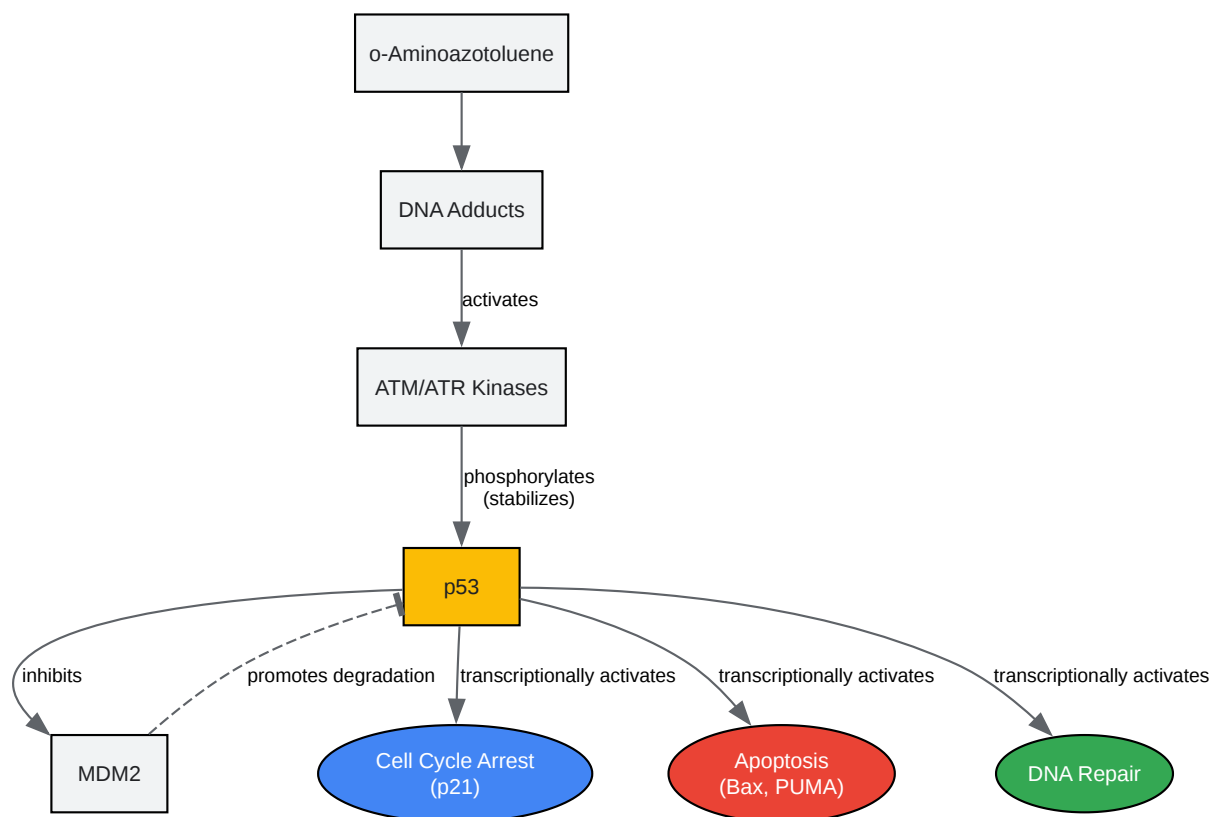 o-Aminoazotoluene
DNA Adducts
activates
ATM/ATR Kinases
phosphorylates
(stabilizes)
p53
inhibits
promotes degradation
transcriptionally activates
transcriptionally activates
transcriptionally activates
MDM2
Cell Cycle Arrest
(p21)
Apoptosis
(Bax, PUMA)
DNA Repair